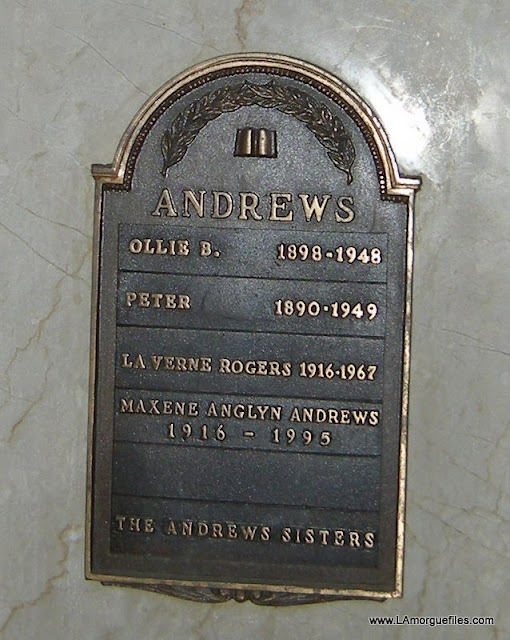 ANDREWS
OLLIE B. 1898-1948
PETER 1890-1949
LA VERNE ROGERS 1916-1967
MAXENE ANGLYN ANDREWS
1916 - 1995
THE ANDREWS SISTERS
www.LAmorguefiles.com